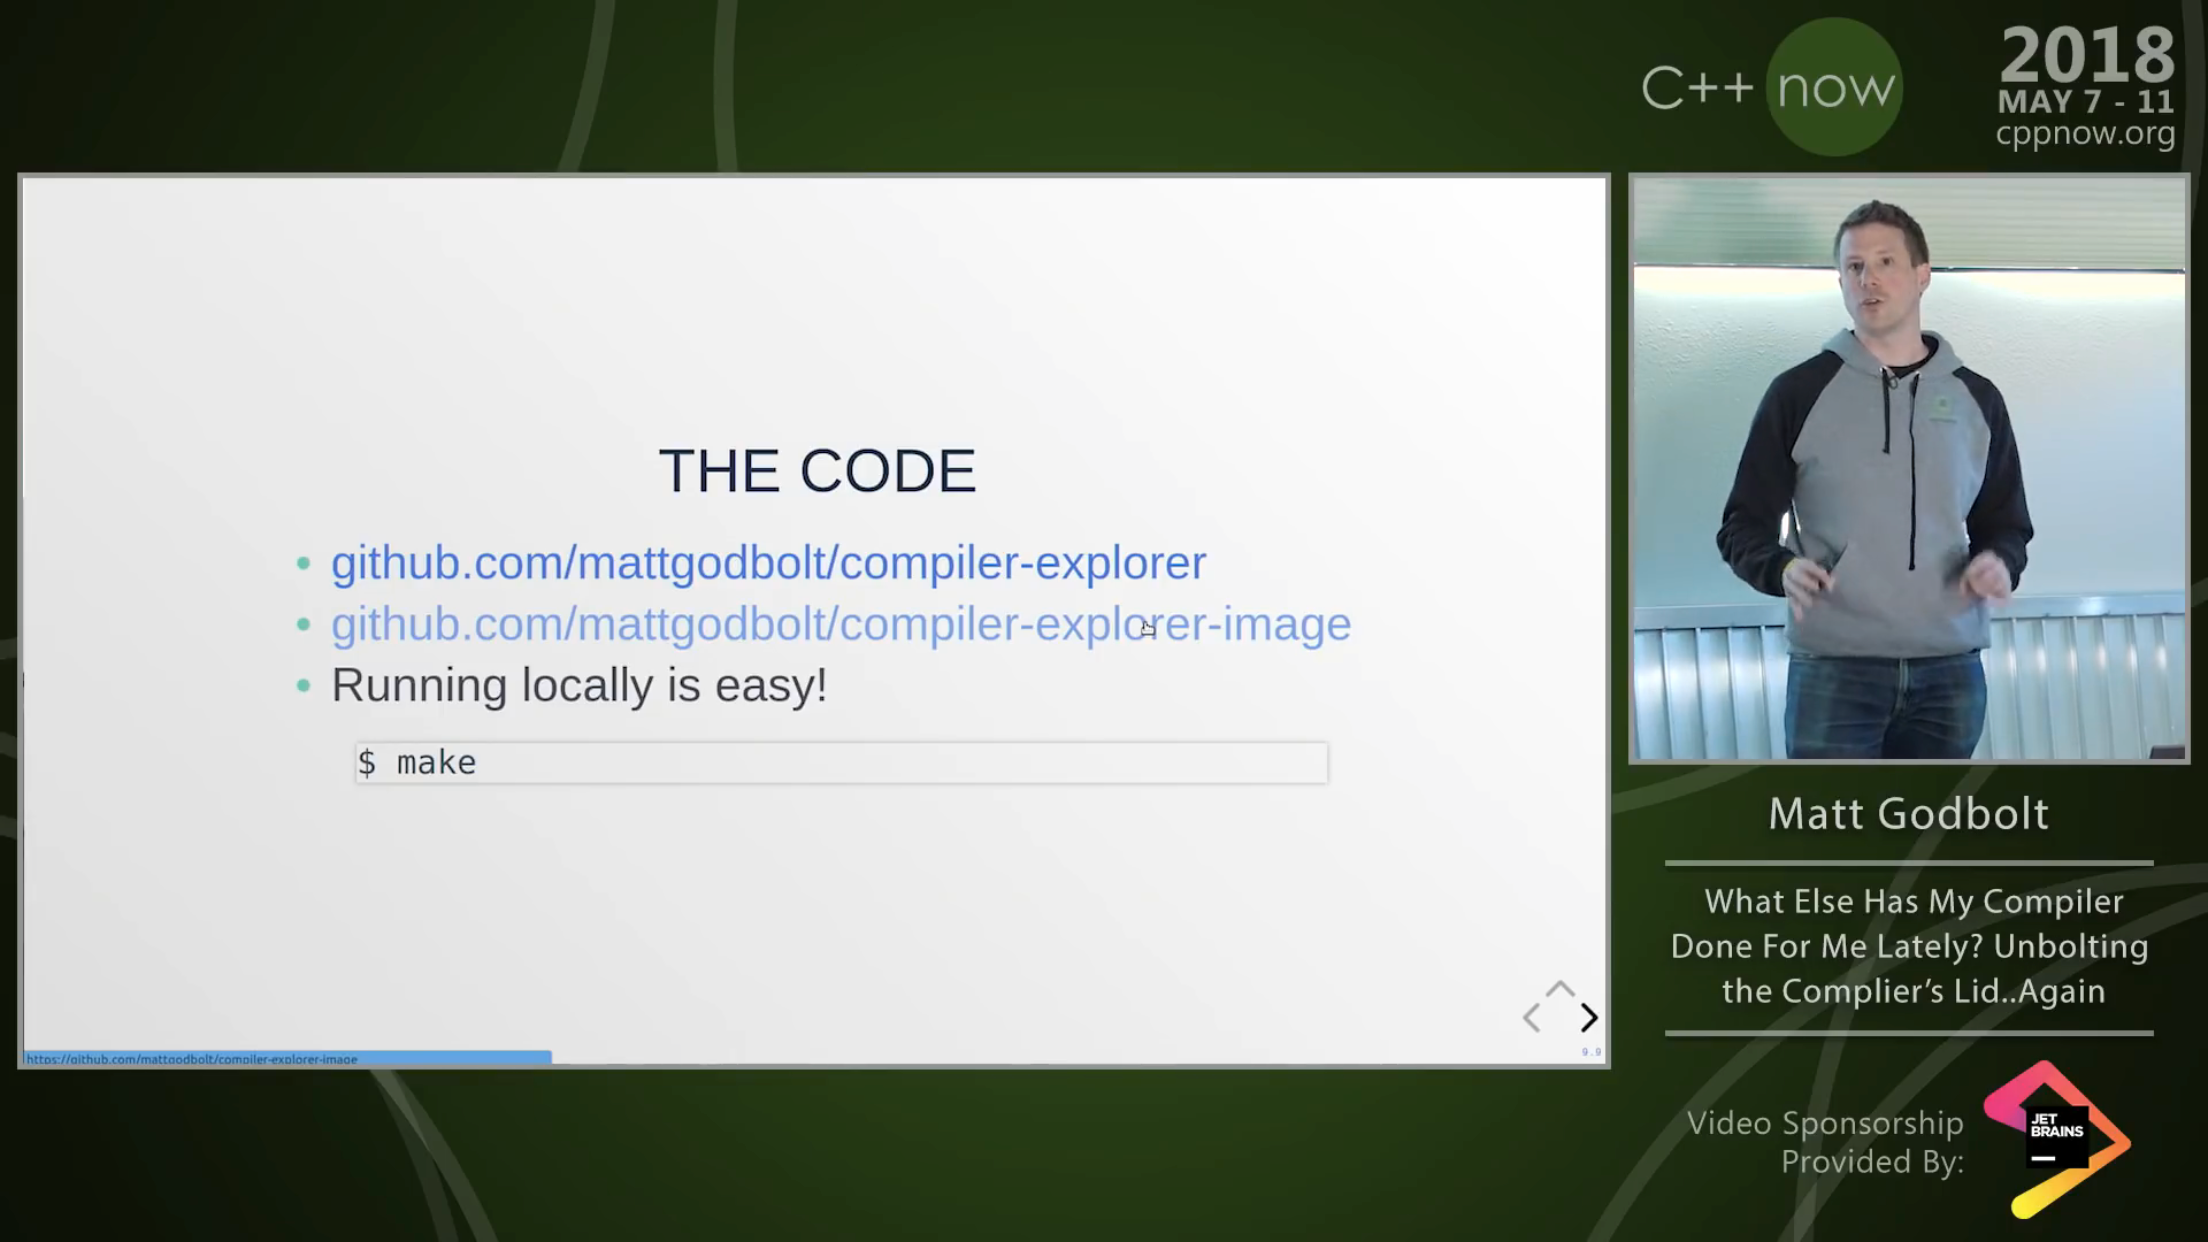 C++ now
2018
MAY 7 - 11
cppnow.org
THE CODE
github.com/mattgodbolt/compiler-explorer
github.com/mattgodbolt/compiler-explorer-image
Running locally is easy!
$ make
9.9
https://github.com/mattgodbolt/compiler-explorer-image
Matt Godbolt
What Else Has My Compiler
Done For Me Lately? Unbolting
the Complier’s Lid..Again
Video Sponsorship
Provided By:
JET
BRAINS